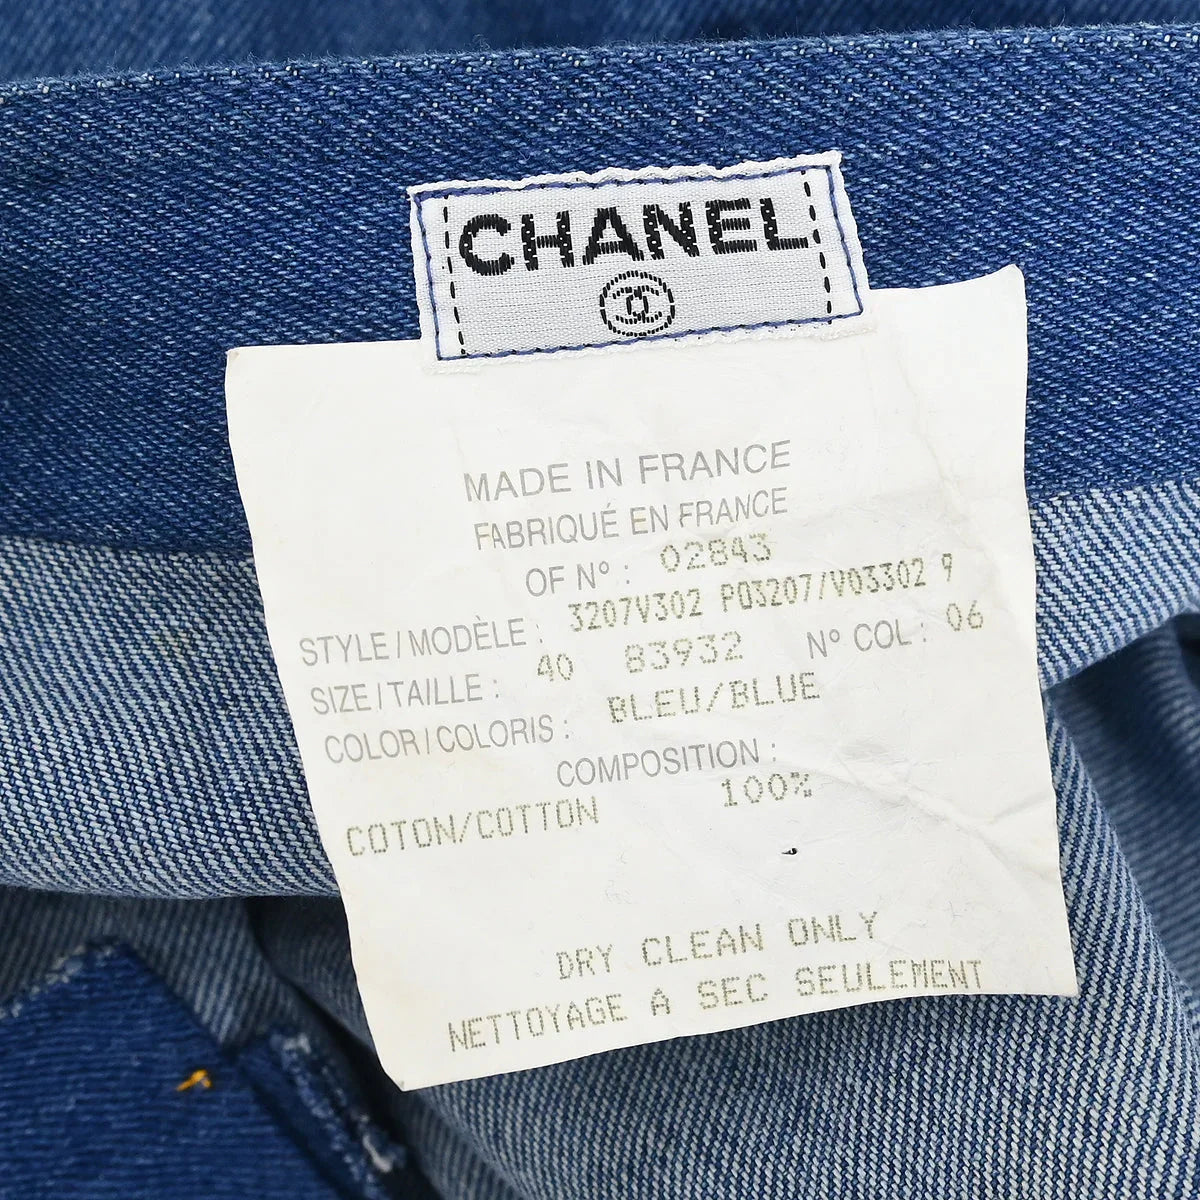 CHANEL
MADE IN FRANCE
FABRIQUÉ EN FRANCE
OF N° : 02843
STYLE/MODÈLE : 3207V302 P03207/V03302 9
SIZE/TAILLE : 40 83932 N° COL : 06
COLOR/COLORIS : BLEU/BLUE
COMPOSITION :
COTON/COTTON 100%
DRY CLEAN ONLY
NETTOYAGE A SEC SEULEMENT